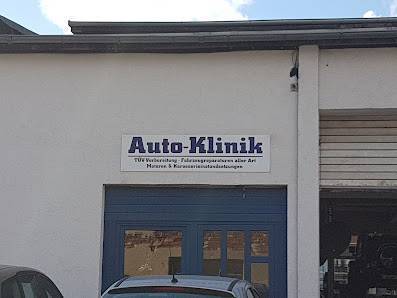 Auto-Klinik
TÜV Vorbereitung - Fahrzeugreparaturen aller Art
Motoren & Karosserieinstandsetzungen